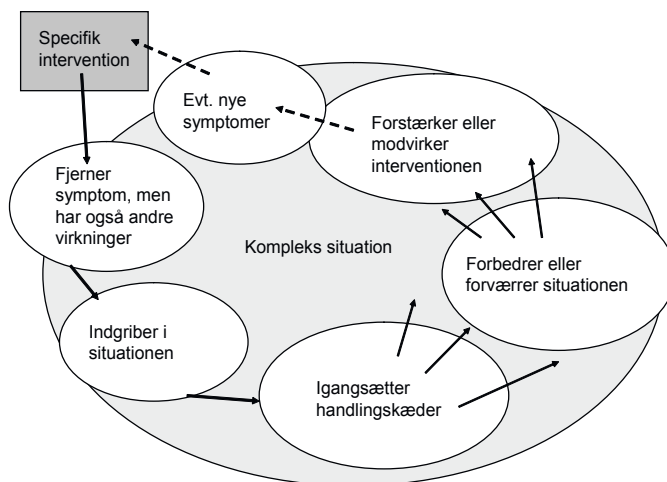 Specifik
intervention
Evt. nye
symptomer
Forstærker eller
modvirker
interventionen
Fjerner
symptom, men
har også andre
virkninger
Kompleks situation
Forbedrer eller
forværrer situationen
Indgriber i
situationen
Igangsætter
handlingskæder